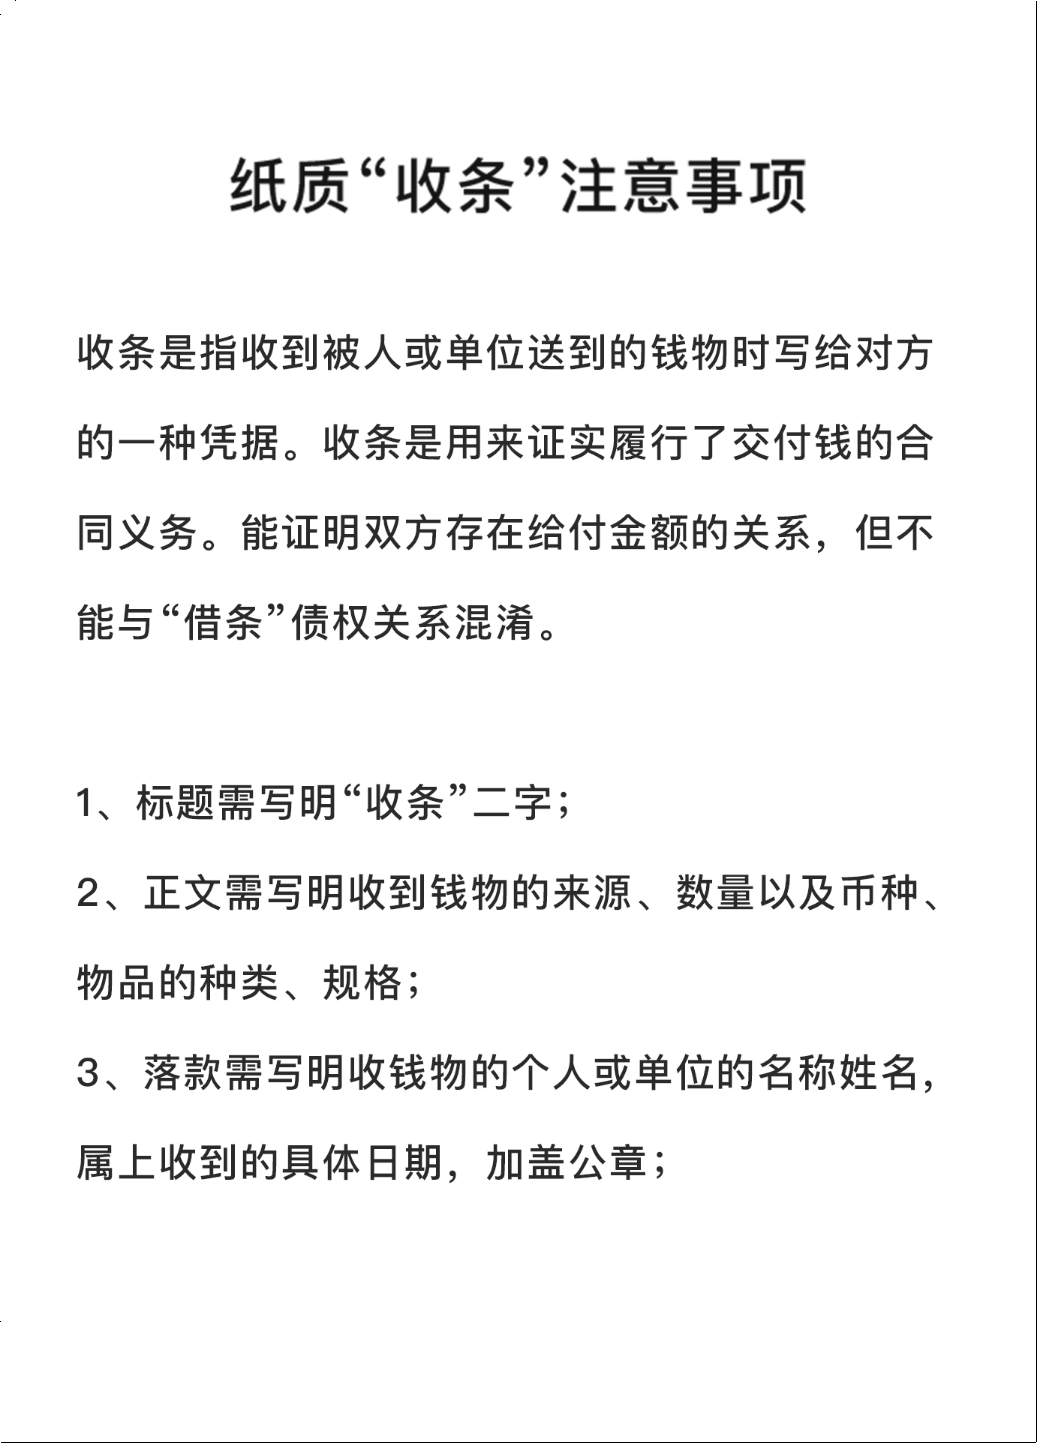 纸质“收条”注意事项
收条是指收到被人或单位送到的钱物时写给对方
的一种凭据。收条是用来证实履行了交付钱的合
同义务。能证明双方存在给付金额的关系，但不
能与“借条”债权关系混淆。
1、标题需写明“收条”二字；
2、正文需写明收到钱物的来源、数量以及币种、
物品的种类、规格；
3、落款需写明收钱物的个人或单位的名称姓名，
属上收到的具体日期，加盖公章；